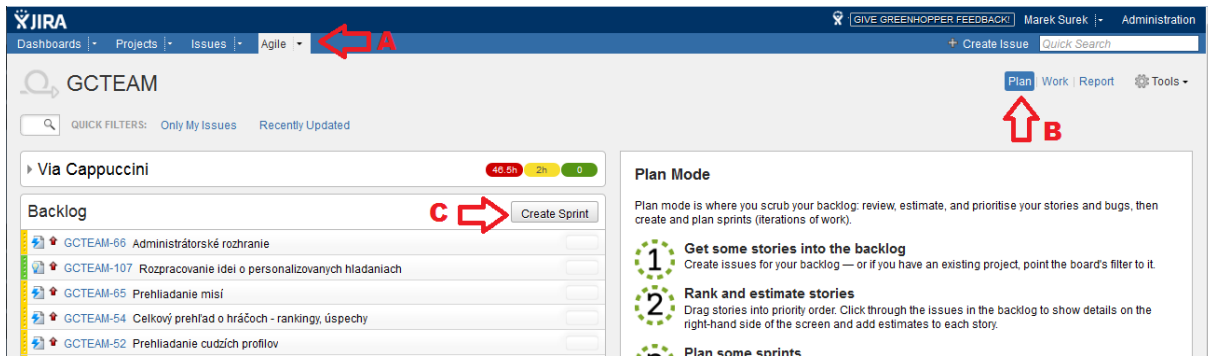 JIRA
GIVE GREENHOPPER FEEDBACK! Marek Surek Administration
Dashboards Projects Issues Agile A
+ Create Issue Quick Search
GCTEAM
Plan Work Report Tools
B
QUICK FILTERS: Only My Issues Recently Updated
Via Cappuccini 46.5h 2h 0
Backlog C Create Sprint
GCTEAM-66 Administrátorské rozhranie
GCTEAM-107 Rozpracovanie idei o personalizovanych hladaniach
GCTEAM-65 Prehliadanie misí
GCTEAM-54 Celkový prehľad o hráčoch - rankingy, úspechy
GCTEAM-52 Prehliadanie cudzích profilov
Plan Mode
Plan mode is where you scrub your backlog: review, estimate, and prioritise your stories and bugs, then
create and plan sprints (iterations of work).
1 Get some stories into the backlog
Create issues for your backlog — or if you have an existing project, point the board's filter to it.
2 Rank and estimate stories
Drag stories into priority order. Click through the issues in the backlog to show details on the
right-hand side of the screen and add estimates to each story.
Plan some sprints